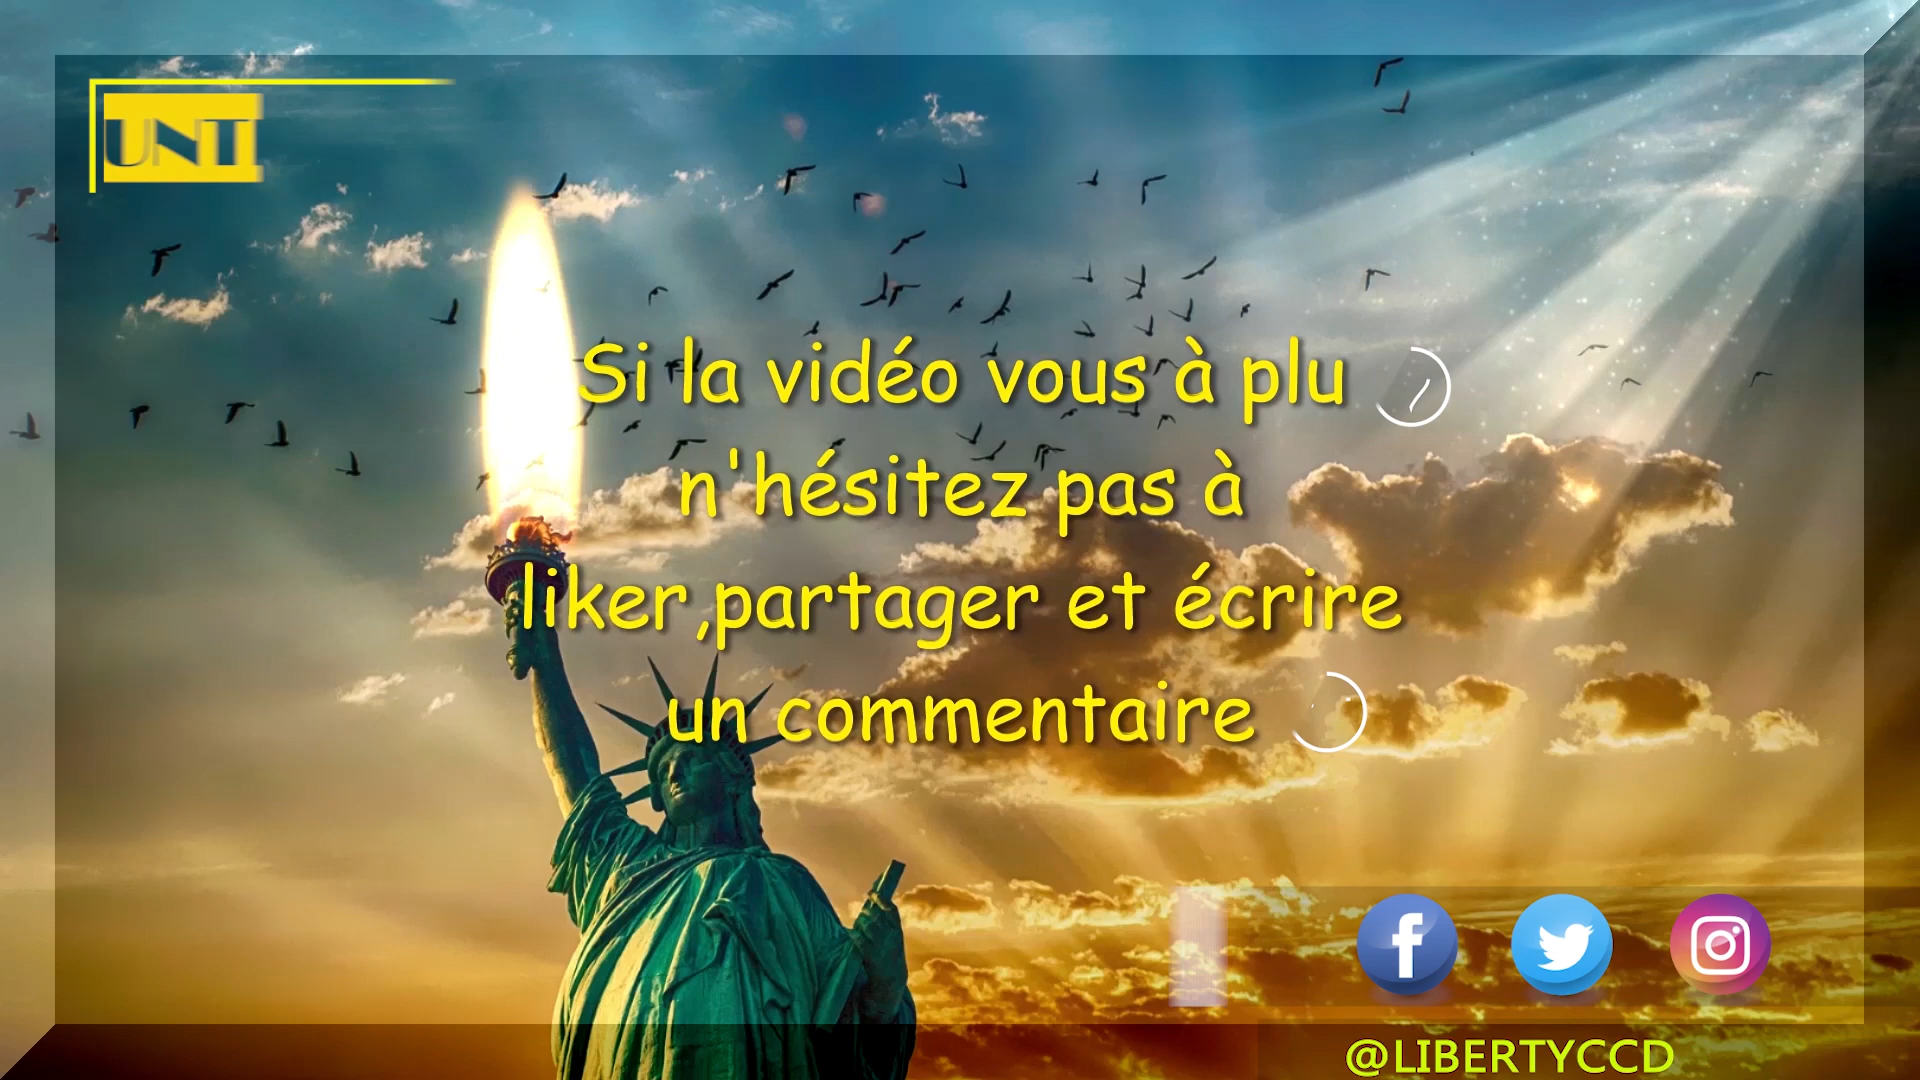 UNI
Si la vidéo vous à plu
n'hésitez pas à
liker,partager et écrire
un commentaire
@LIBERTYCCD